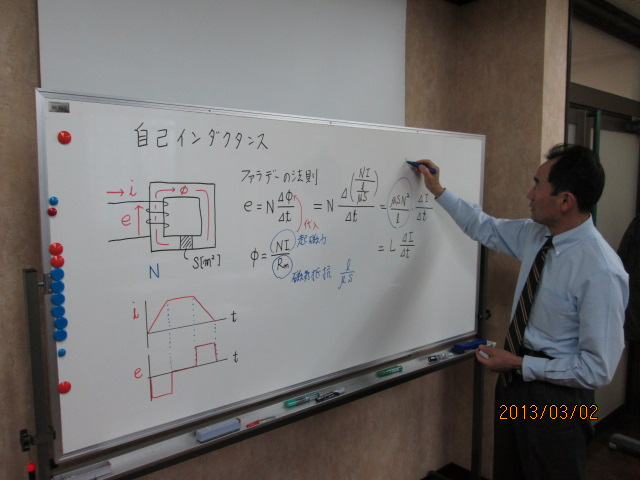 自己インダクタンス
→ i
φ
e
N
S[m²]
ファラデーの法則
e = N Δφ/Δt = N Δ(NI/(l/μS))/Δt = μSN²/l ΔI/Δt
代入
= L ΔI/Δt
φ = NI/Rm
起磁力
磁気抵抗 l/μS
i
t
e
t
2013/03/02